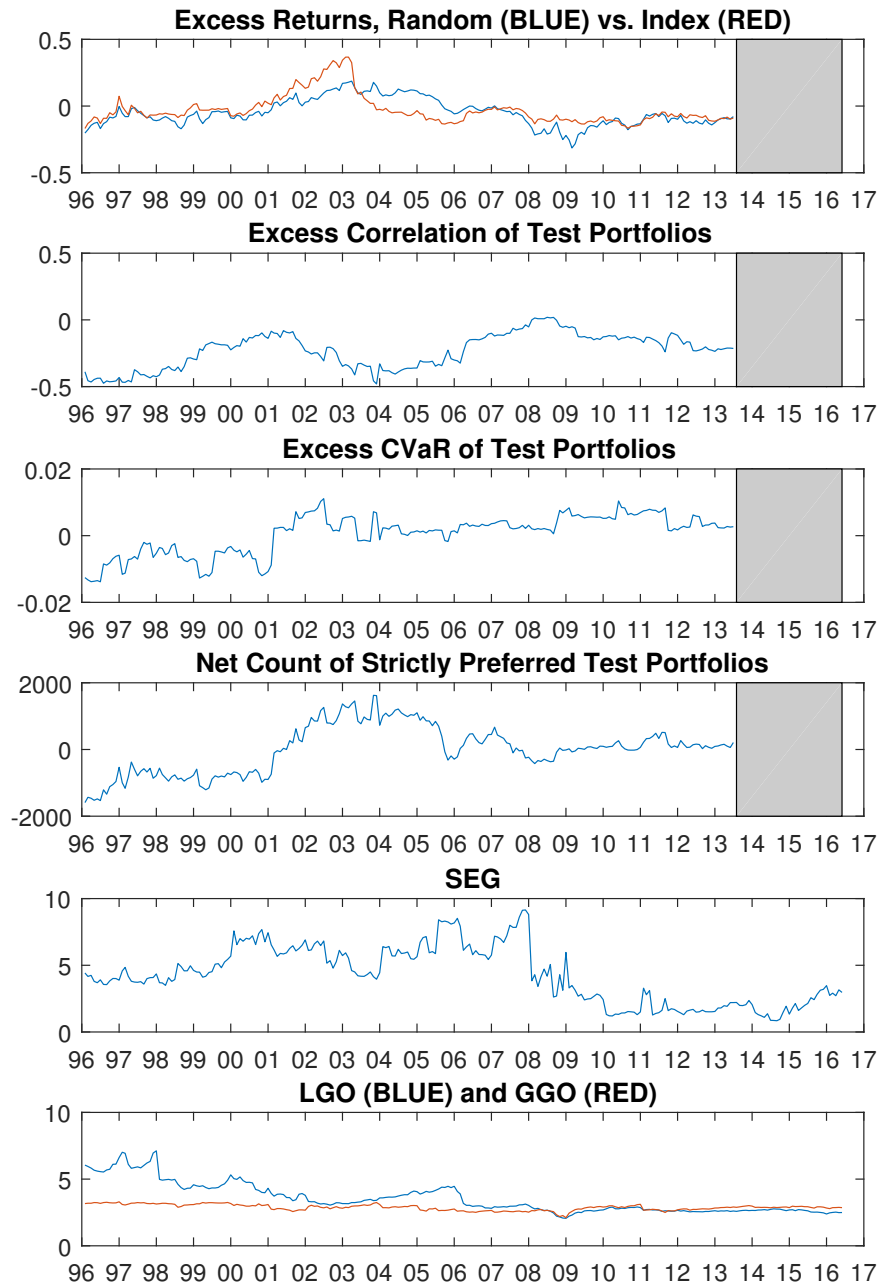 Excess Returns, Random (BLUE) vs. Index (RED)
0.5
0
-0.5
96 97 98 99 00 01 02 03 04 05 06 07 08 09 10 11 12 13 14 15 16 17
Excess Correlation of Test Portfolios
0.5
0
-0.5
96 97 98 99 00 01 02 03 04 05 06 07 08 09 10 11 12 13 14 15 16 17
Excess CVaR of Test Portfolios
0.02
0
-0.02
96 97 98 99 00 01 02 03 04 05 06 07 08 09 10 11 12 13 14 15 16 17
Net Count of Strictly Preferred Test Portfolios
2000
0
-2000
96 97 98 99 00 01 02 03 04 05 06 07 08 09 10 11 12 13 14 15 16 17
SEG
10
5
0
96 97 98 99 00 01 02 03 04 05 06 07 08 09 10 11 12 13 14 15 16 17
LGO (BLUE) and GGO (RED)
10
5
0
96 97 98 99 00 01 02 03 04 05 06 07 08 09 10 11 12 13 14 15 16 17